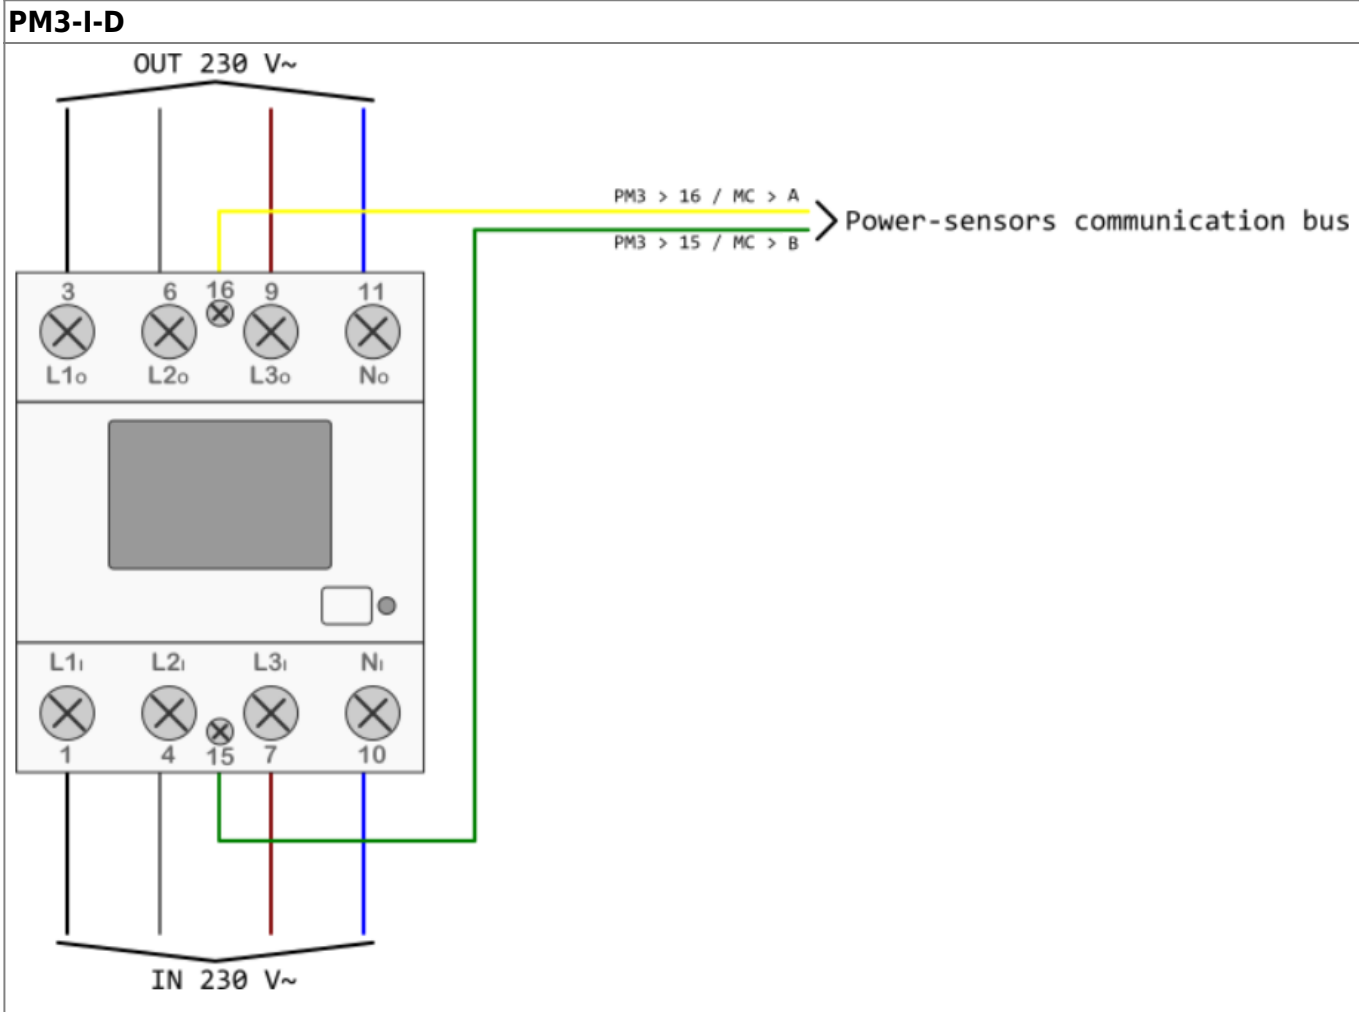 PM3-I-D
OUT 230 V~
PM3 > 16 / MC > A
Power-sensors communication bus
PM3 > 15 / MC > B
3 6 16 9 11
L1o L2o L3o No
L1I L2I L3I NI
1 4 15 7 10
IN 230 V~